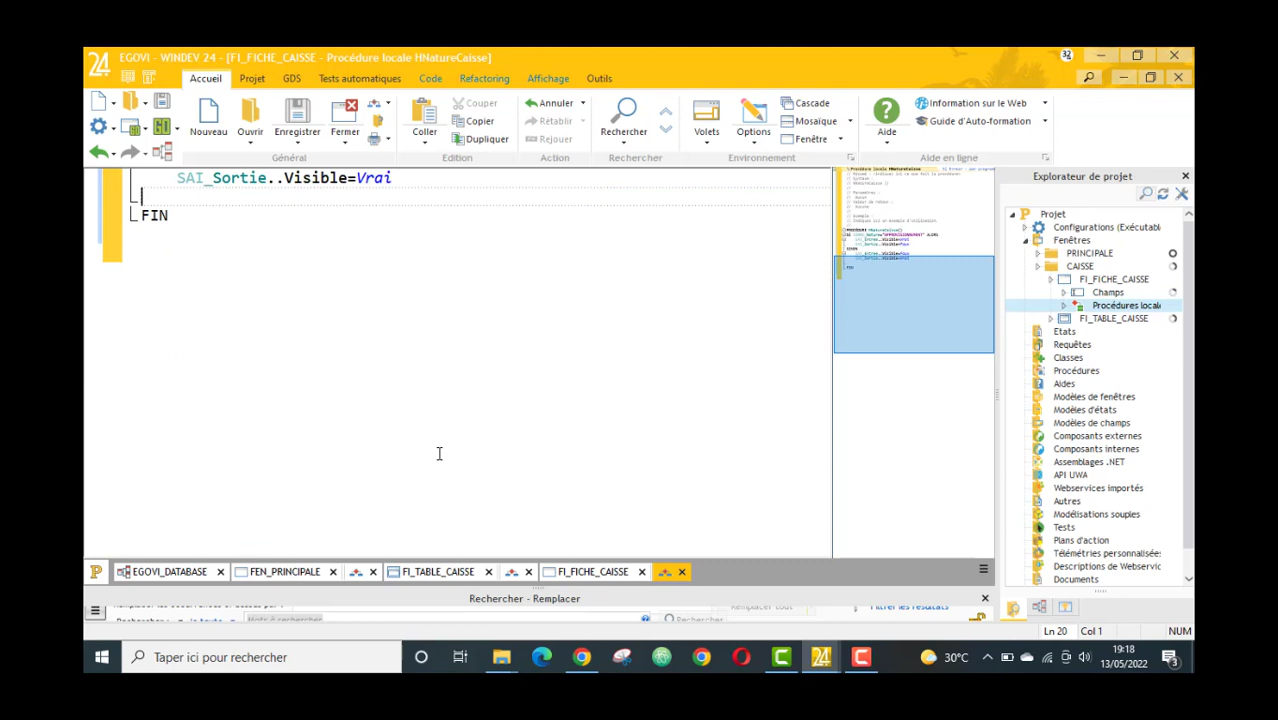 24 EGOVI - WINDEV 24 - [FI_FICHE_CAISSE - Procédure locale HNatureCaisse] 32
Accueil Projet GDS Tests automatiques Code Refactoring Affichage Outils
Nouveau Ouvrir Enregistrer Fermer
Général
Coller
Couper
Copier
Dupliquer
Edition
Annuler
Rétablir
Rejouer
Action
Rechercher
Rechercher
Volets Options
Cascade
Mosaïque
Fenêtre
Environnement
Aide
Information sur le Web
Guide d'Auto-formation
Aide en ligne
SAI_Sortie..Visible=Vrai
FIN
Explorateur de projet
Projet
Configurations (Exécutabl
Fenêtres
PRINCIPALE
CAISSE
FI_FICHE_CAISSE
Champs
Procédures local
FI_TABLE_CAISSE
Etats
Requêtes
Classes
Procédures
Aides
Modèles de fenêtres
Modèles d'états
Modèles de champs
Composants externes
Composants internes
Assemblages .NET
API UWA
Webservices importés
Autres
Modélisations souples
Tests
Plans d'action
Télémétries personnalisée
Descriptions de Webservic
Documents
EGOVI_DATABASE FEN_PRINCIPALE FI_TABLE_CAISSE FI_FICHE_CAISSE
Rechercher - Remplacer
Ln 20 Col 1 NUM
Taper ici pour rechercher
24
30°C
19:18
13/05/2022
3